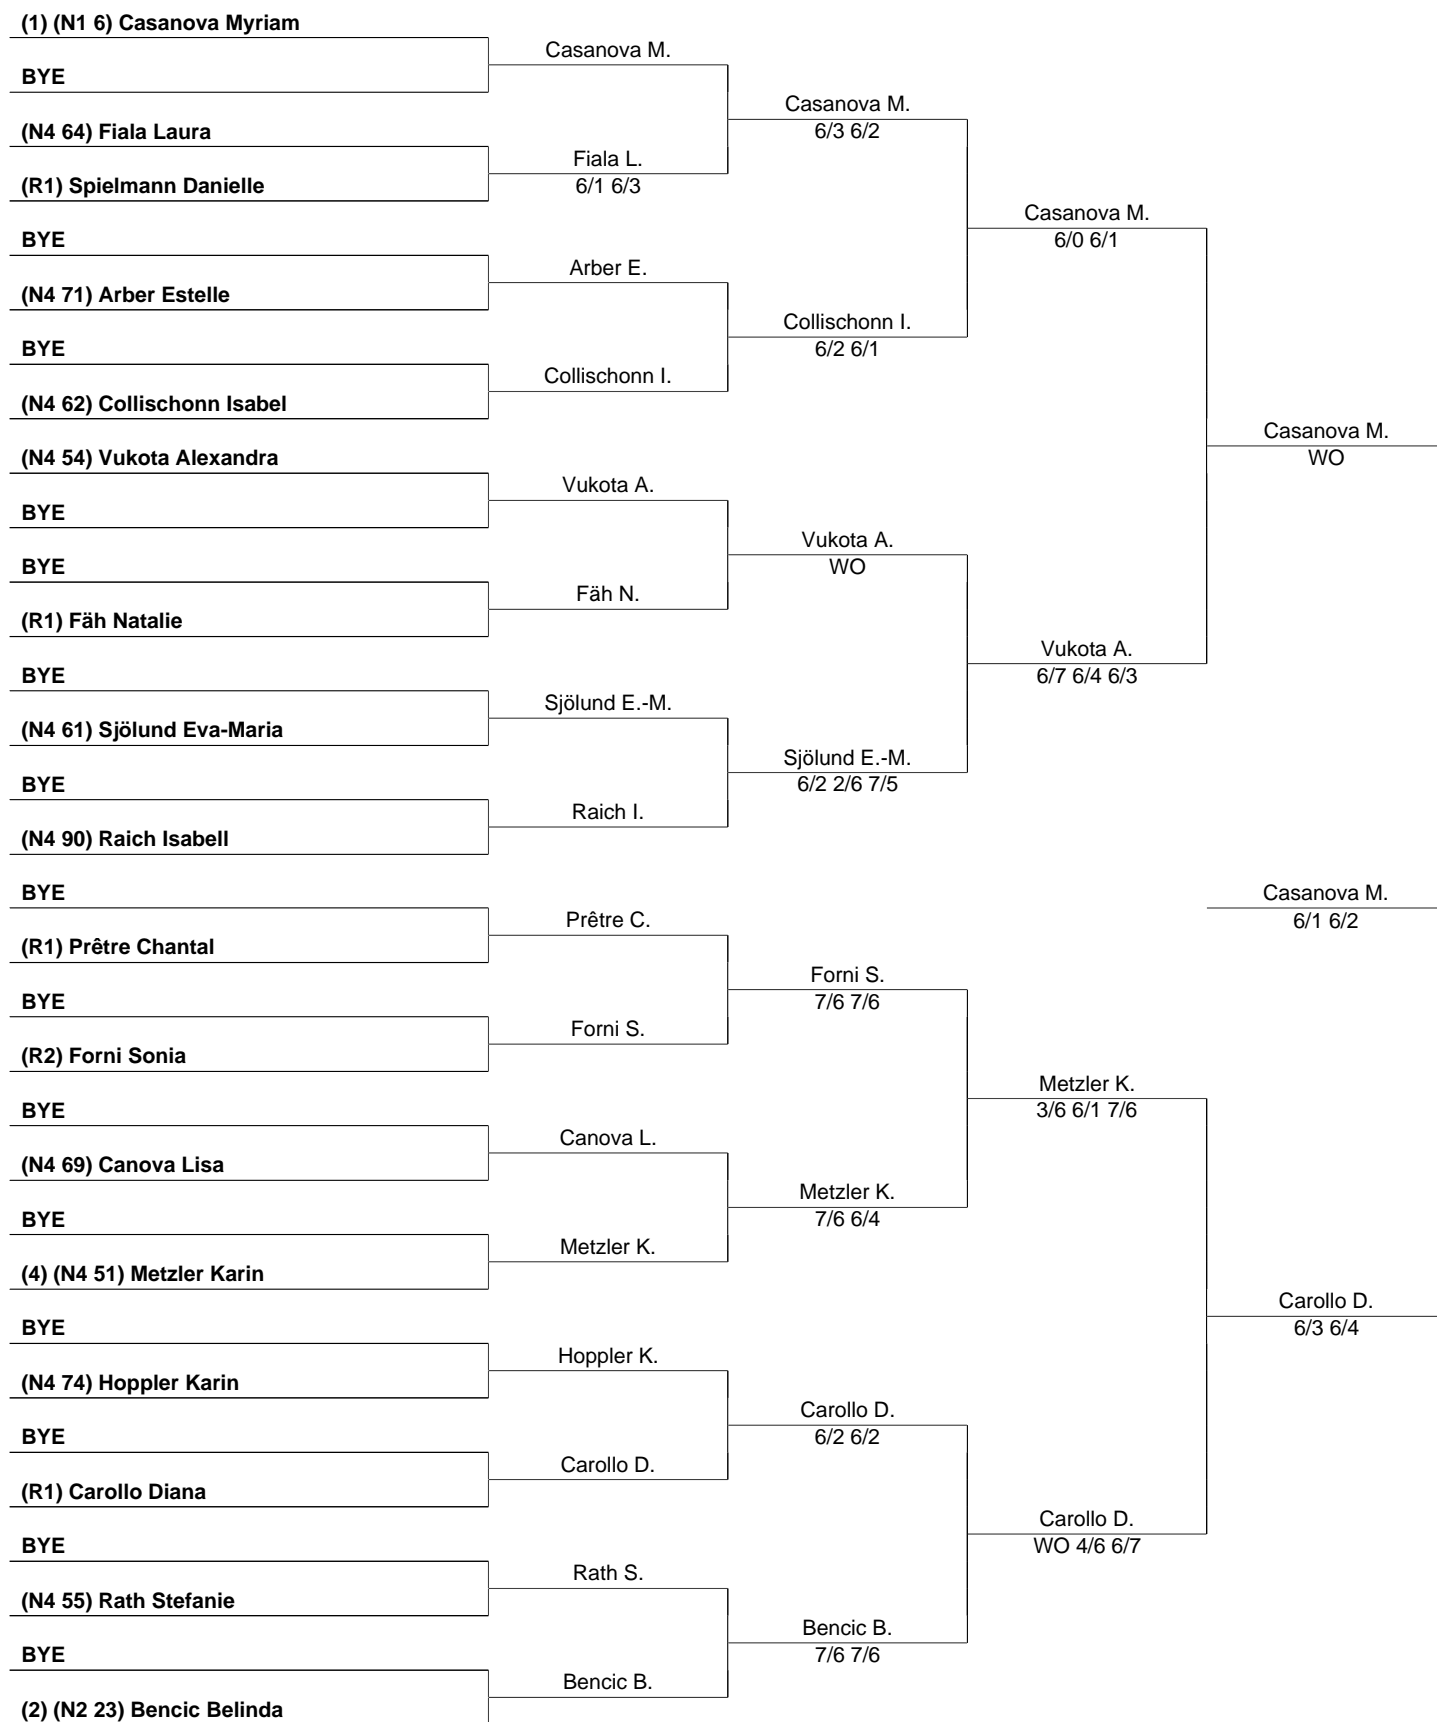 (1) (N1 6) Casanova Myriam
Casanova M.
BYE
Casanova M.
6/3 6/2
(N4 64) Fiala Laura
Fiala L.
6/1 6/3
(R1) Spielmann Danielle
Casanova M.
6/0 6/1
BYE
Arber E.
(N4 71) Arber Estelle
Collischonn I.
6/2 6/1
BYE
Collischonn I.
(N4 62) Collischonn Isabel
Casanova M.
WO
(N4 54) Vukota Alexandra
Vukota A.
BYE
Vukota A.
WO
BYE
Fäh N.
(R1) Fäh Natalie
Vukota A.
6/7 6/4 6/3
BYE
Sjölund E.-M.
(N4 61) Sjölund Eva-Maria
Sjölund E.-M.
6/2 2/6 7/5
BYE
Raich I.
(N4 90) Raich Isabell
BYE
Casanova M.
6/1 6/2
Prêtre C.
(R1) Prêtre Chantal
Forni S.
7/6 7/6
BYE
Forni S.
(R2) Forni Sonia
Metzler K.
3/6 6/1 7/6
BYE
Canova L.
(N4 69) Canova Lisa
Metzler K.
7/6 6/4
BYE
Metzler K.
(4) (N4 51) Metzler Karin
Carollo D.
6/3 6/4
BYE
Hoppler K.
(N4 74) Hoppler Karin
Carollo D.
6/2 6/2
BYE
Carollo D.
(R1) Carollo Diana
Carollo D.
WO 4/6 6/7
BYE
Rath S.
(N4 55) Rath Stefanie
Bencic B.
7/6 7/6
BYE
Bencic B.
(2) (N2 23) Bencic Belinda